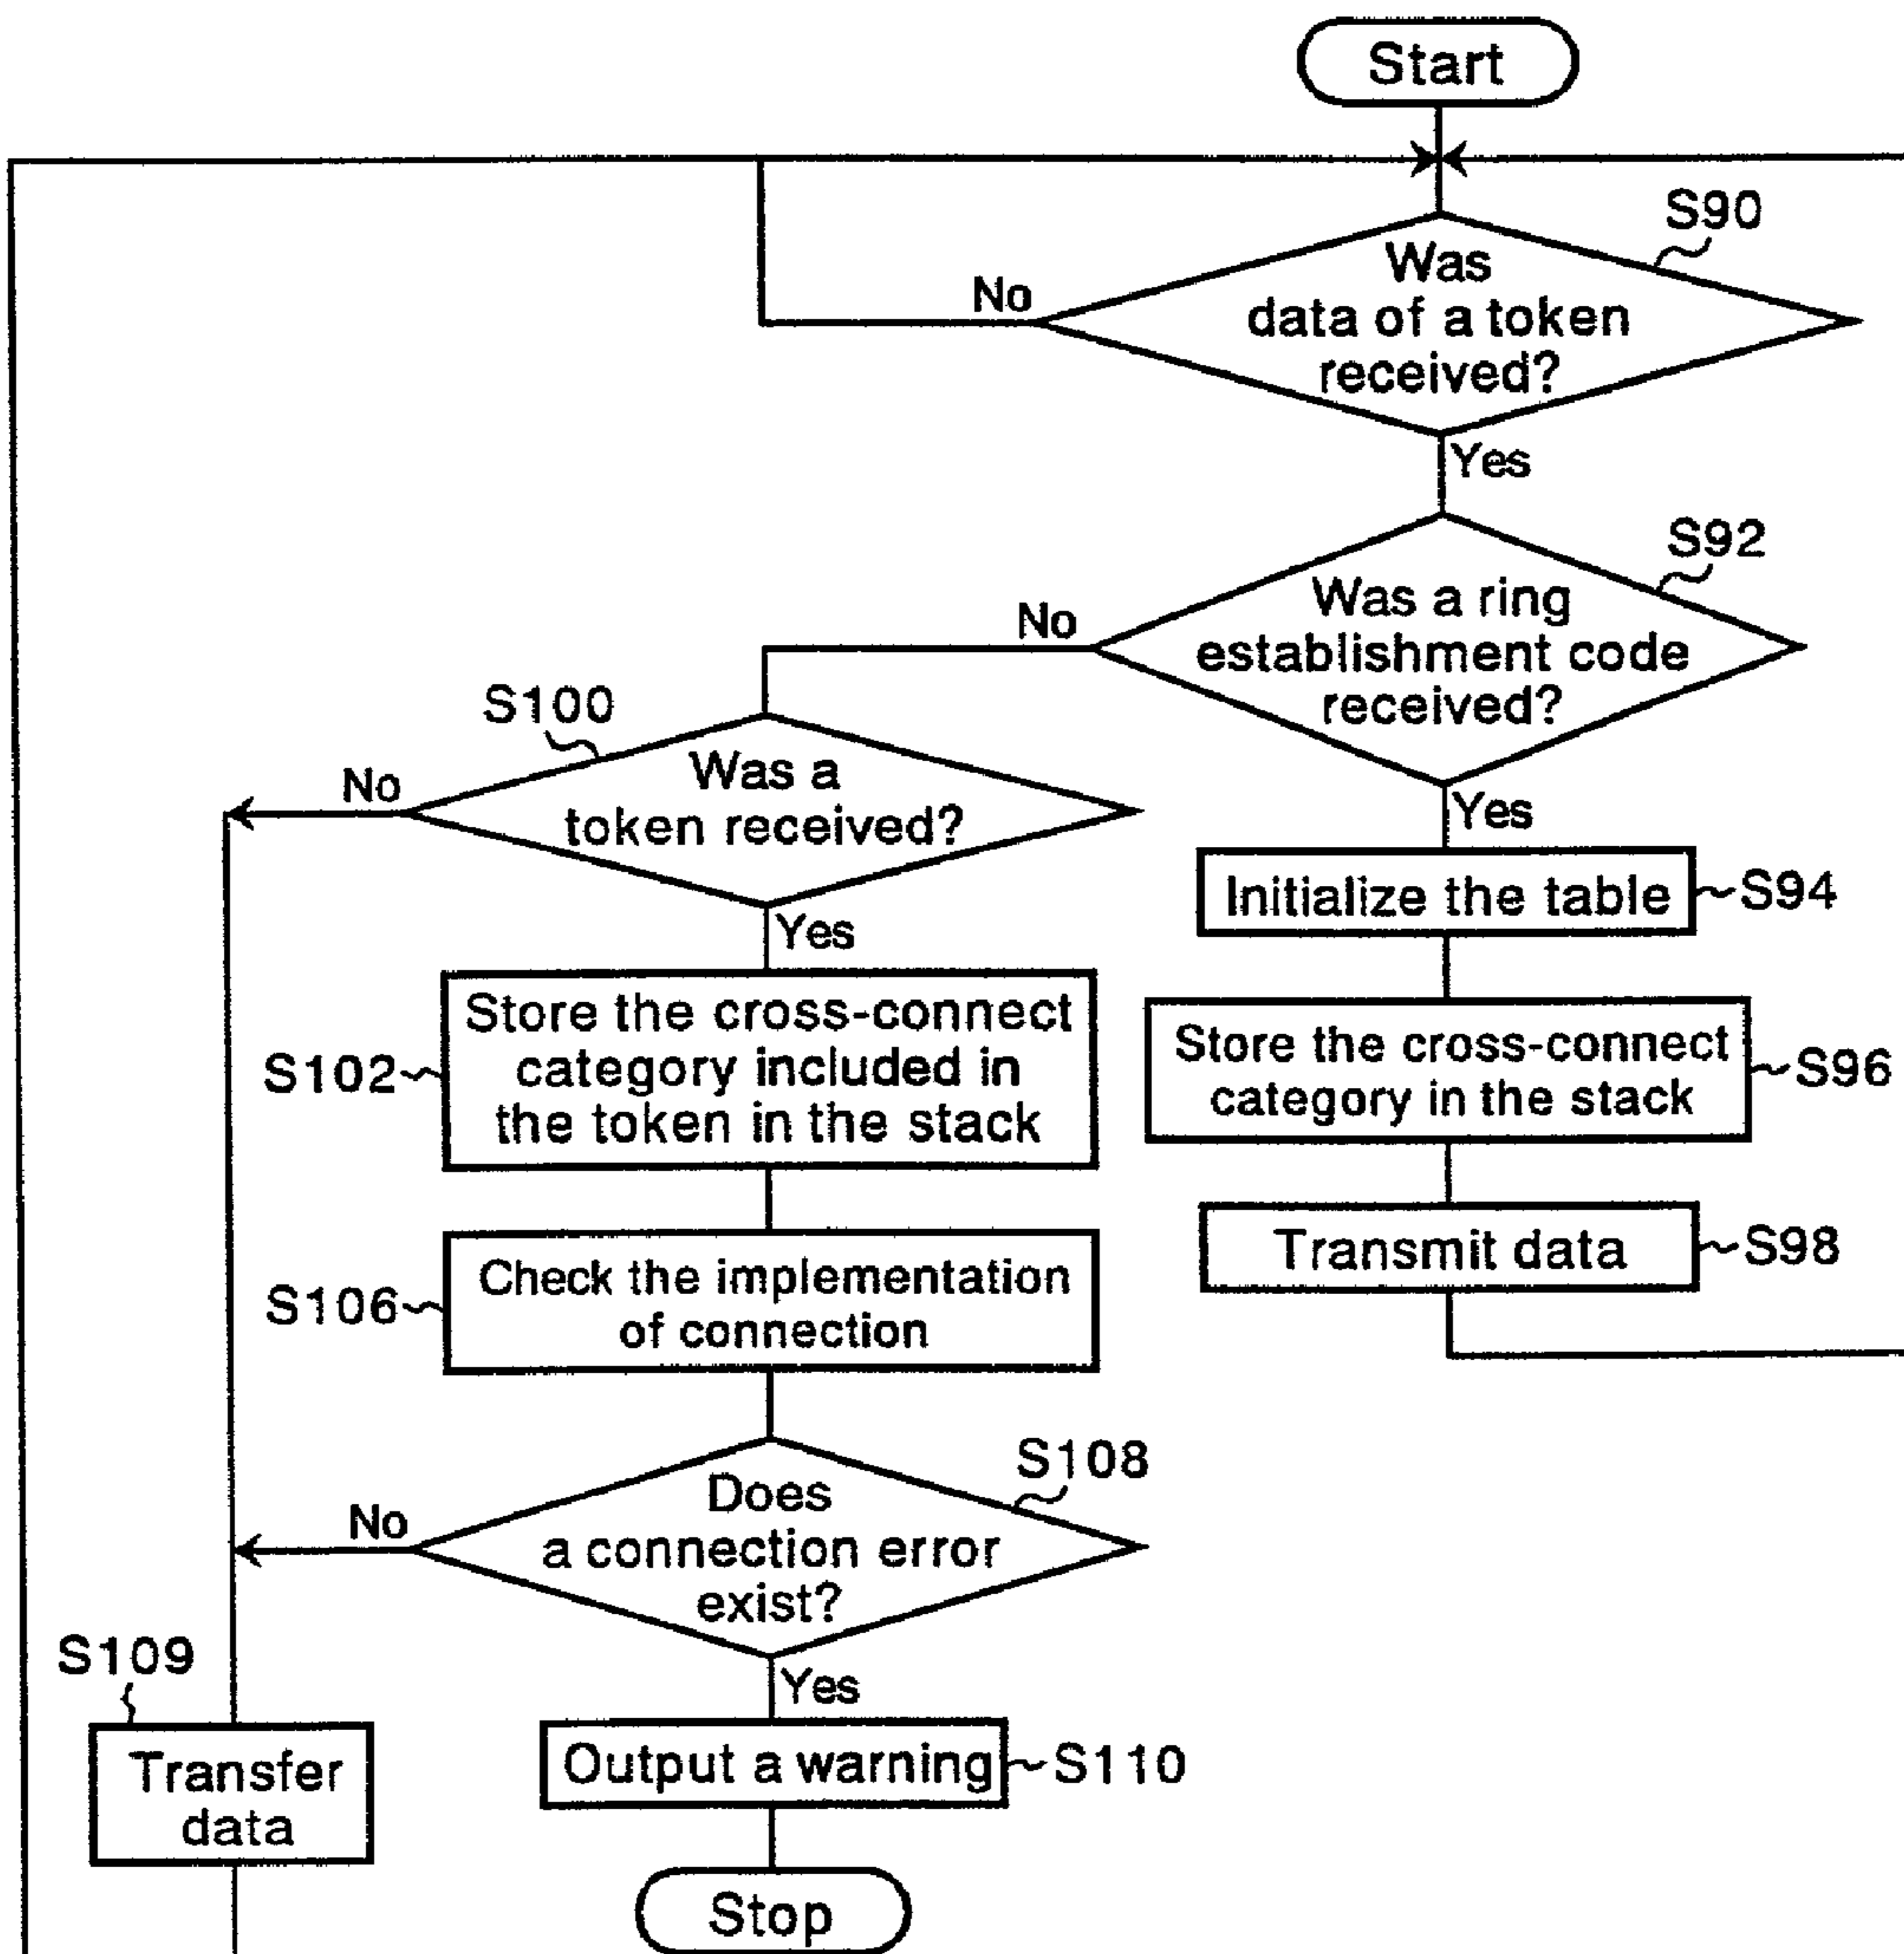 Start
S90
Was
data of a token
received?
No
Yes
S92
Was a ring
establishment code
received?
No
Yes
S100
Was a
token received?
No
Yes
Initialize the table
S94
Store the cross-connect
category included in
the token in the stack
S102
Store the cross-connect
category in the stack
S96
Check the implementation
of connection
S106
Transmit data
S98
S108
Does
a connection error
exist?
No
Yes
S109
Transfer
data
Output a warning
S110
Stop